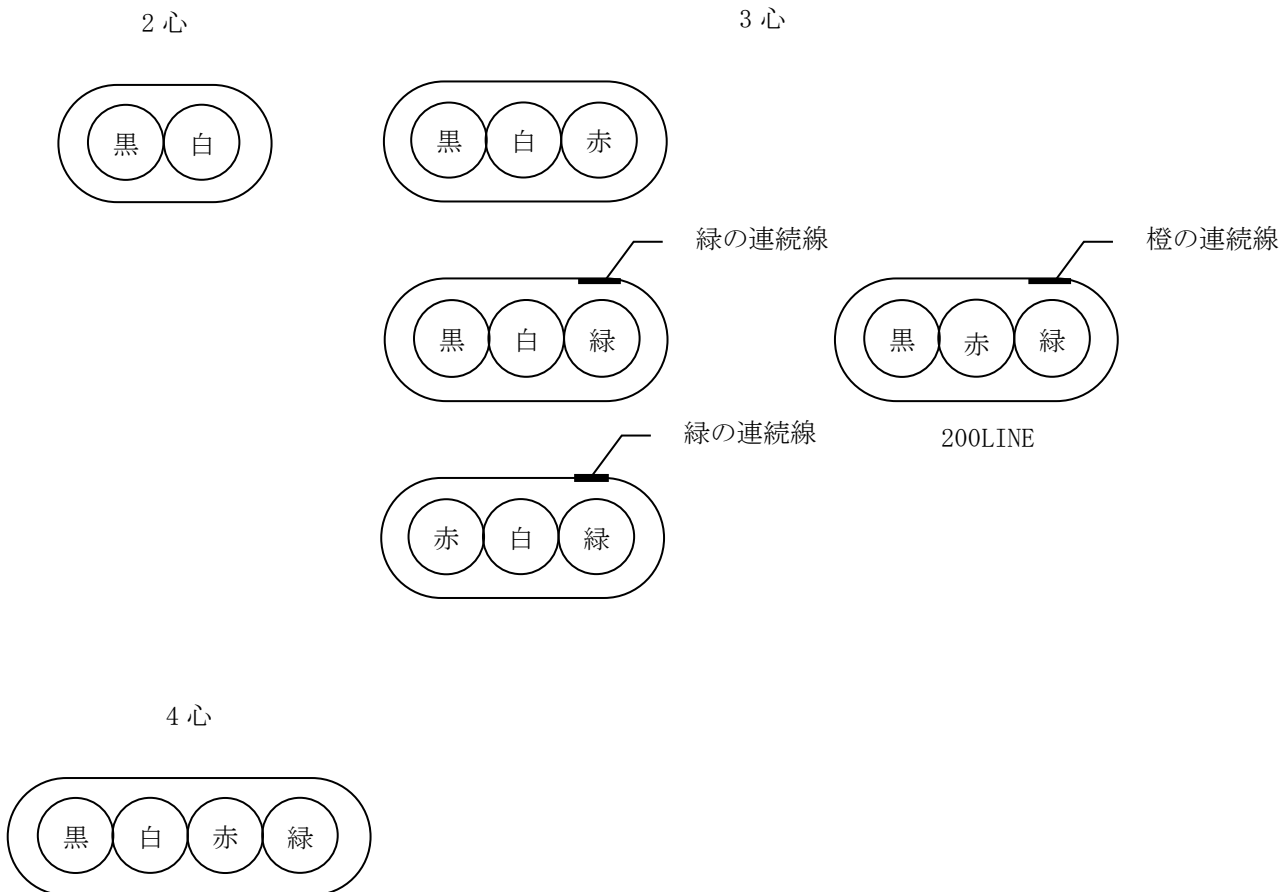 2心
3心
黒 白
黒 白 赤
緑の連続線
橙の連続線
黒 白 緑
黒 赤 緑
緑の連続線
200LINE
赤 白 緑
4心
黒 白 赤 緑